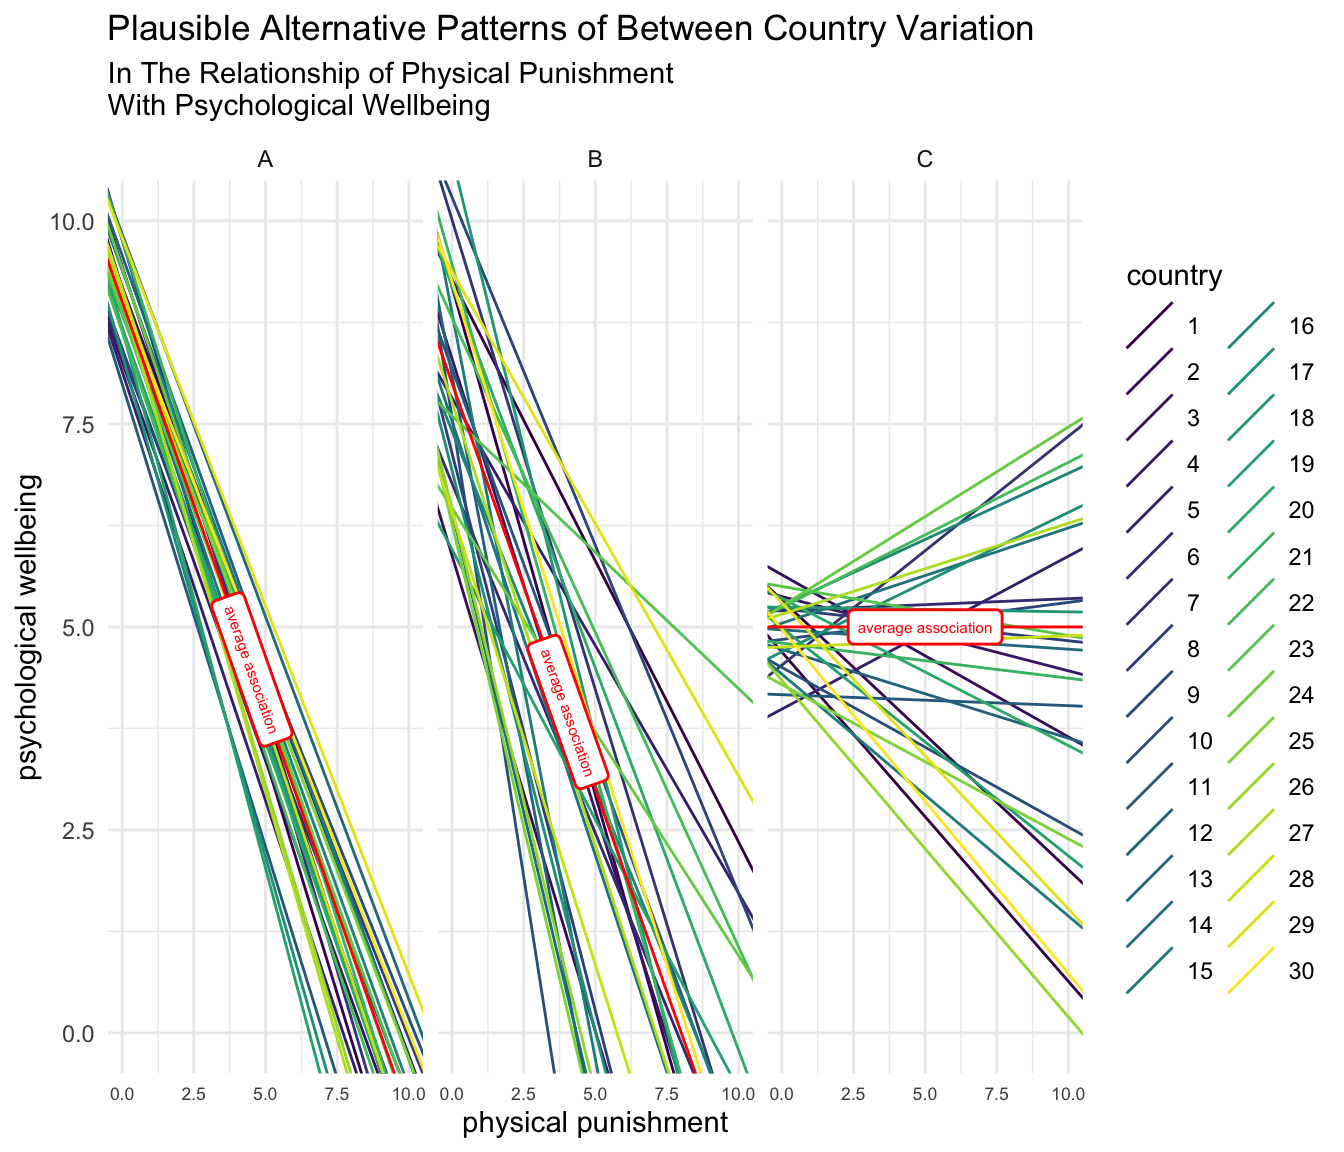 Plausible Alternative Patterns of Between Country Variation
In The Relationship of Physical Punishment
With Psychological Wellbeing
A
B
C
psychological wellbeing
10.0
7.5
5.0
2.5
0.0
average association
average association
average association
0.0 2.5 5.0 7.5 10.0
0.0 2.5 5.0 7.5 10.0
0.0 2.5 5.0 7.5 10.0
physical punishment
country
1
2
3
4
5
6
7
8
9
10
11
12
13
14
15
16
17
18
19
20
21
22
23
24
25
26
27
28
29
30